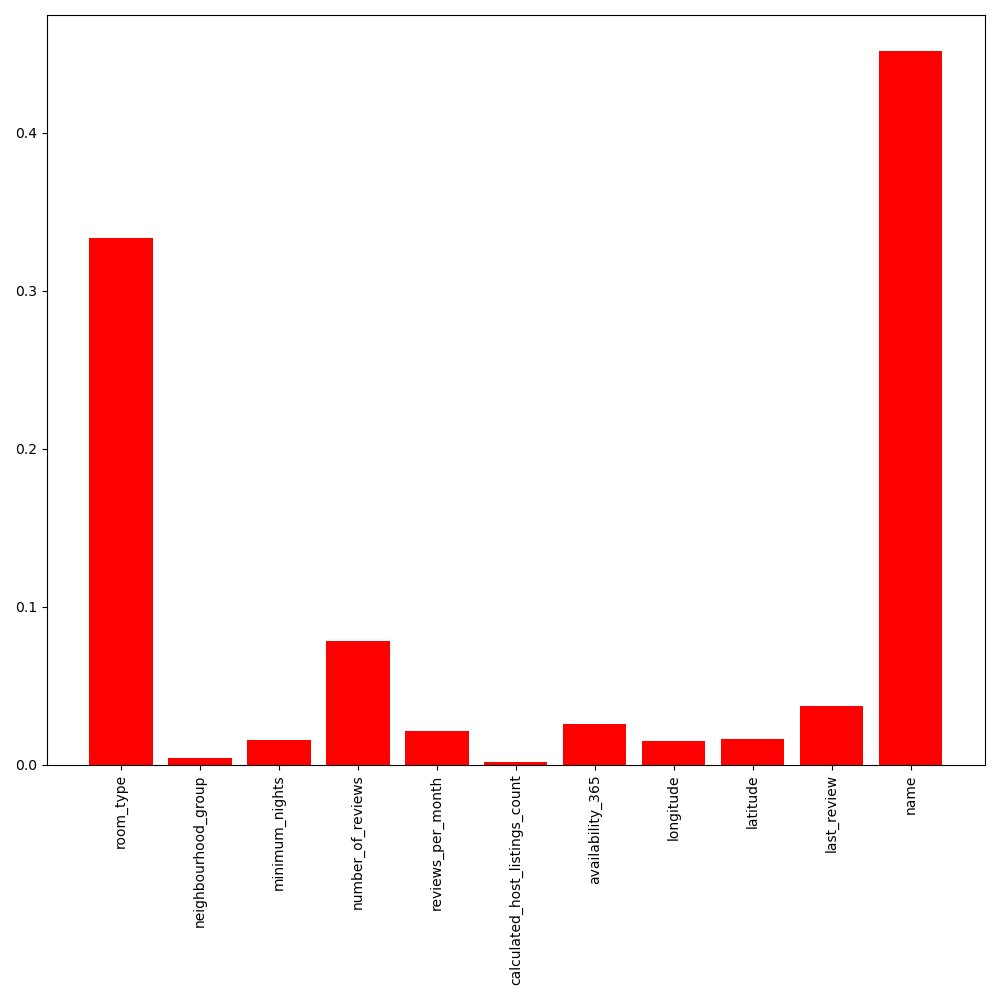 0.4
0.3
0.2
0.1
0.0
room_type
neighbourhood_group
minimum_nights
number_of_reviews
reviews_per_month
calculated_host_listings_count
availability_365
longitude
latitude
last_review
name